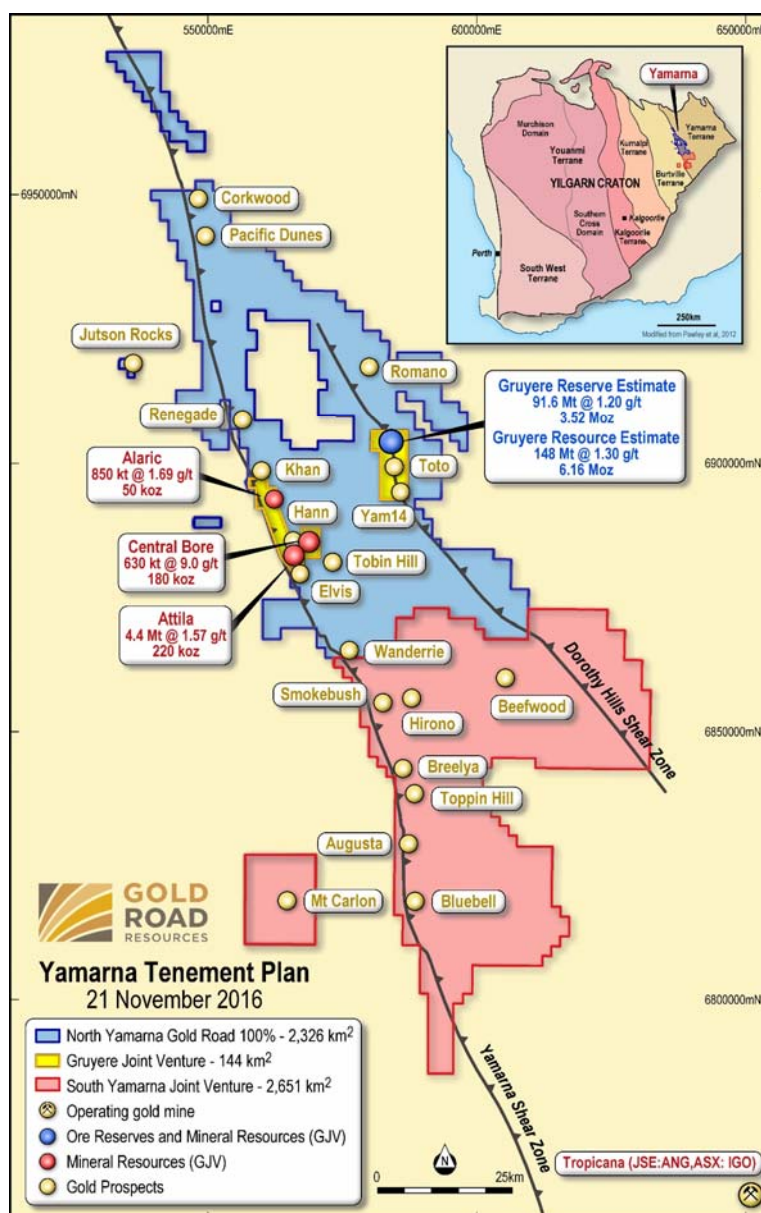 550000mE
600000mE
650000mN
Yamarna
Murchison
Domain
Youanmi
Terrane
Kurnalpi
Terrane
Yamarna
Terrane
Burtville
Terrane
YILGARN CRATON
Southern
Cross
Domain
Kalgoorlie
Kalgoorlie
Terrane
Perth
South West
Terrane
250km
Modified from Pawley et al, 2012
6950000mN
Corkwood
Pacific Dunes
Jutson Rocks
Romano
Renegade
Gruyere Reserve Estimate
91.6 Mt @ 1.20 g/t
3.52 Moz
Gruyere Resource Estimate
148 Mt @ 1.30 g/t
6.16 Moz
Alaric
850 kt @ 1.69 g/t
50 koz
Khan
Toto
6900000mN
Hann
Yam14
Central Bore
630 kt @ 9.0 g/t
180 koz
Tobin Hill
Elvis
Attila
4.4 Mt @ 1.57 g/t
220 koz
Wanderrie
Dorothy Hills Shear Zone
Smokebush
Hirono
Beefwood
6850000mN
Breelya
Toppin Hill
Augusta
Mt Carlon
Bluebell
GOLD
ROAD
RESOURCES
Yamarna Tenement Plan
21 November 2016
6800000mN
North Yamarna Gold Road 100% - 2,326 km²
Gruyere Joint Venture - 144 km²
South Yamarna Joint Venture - 2,651 km²
Operating gold mine
Ore Reserves and Mineral Resources (GJV)
Mineral Resources (GJV)
Gold Prospects
Yamarna Shear Zone
N
0
25km
Tropicana (JSE:ANG,ASX: IGO)